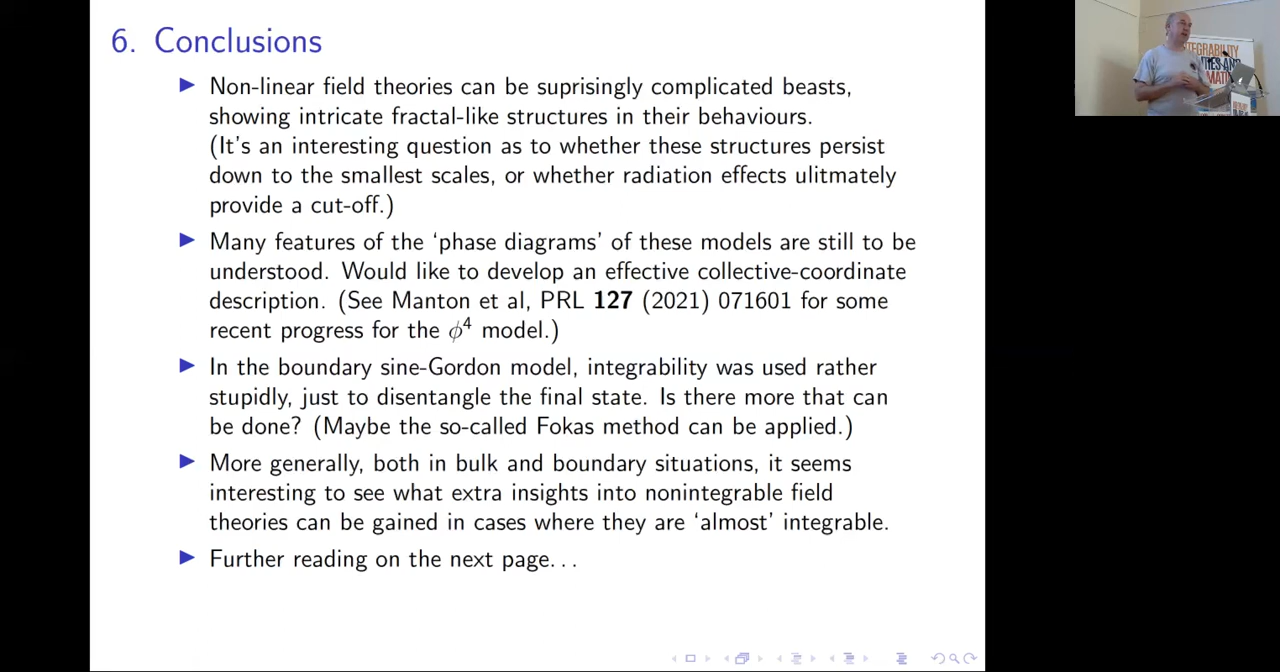 6. Conclusions
Non-linear field theories can be suprisingly complicated beasts,
showing intricate fractal-like structures in their behaviours.
(It's an interesting question as to whether these structures persist
down to the smallest scales, or whether radiation effects ulitmately
provide a cut-off.)
Many features of the ‘phase diagrams’ of these models are still to be
understood. Would like to develop an effective collective-coordinate
description. (See Manton et al, PRL 127 (2021) 071601 for some
recent progress for the ϕ⁴ model.)
In the boundary sine-Gordon model, integrability was used rather
stupidly, just to disentangle the final state. Is there more that can
be done? (Maybe the so-called Fokas method can be applied.)
More generally, both in bulk and boundary situations, it seems
interesting to see what extra insights into nonintegrable field
theories can be gained in cases where they are ‘almost’ integrable.
Further reading on the next page...